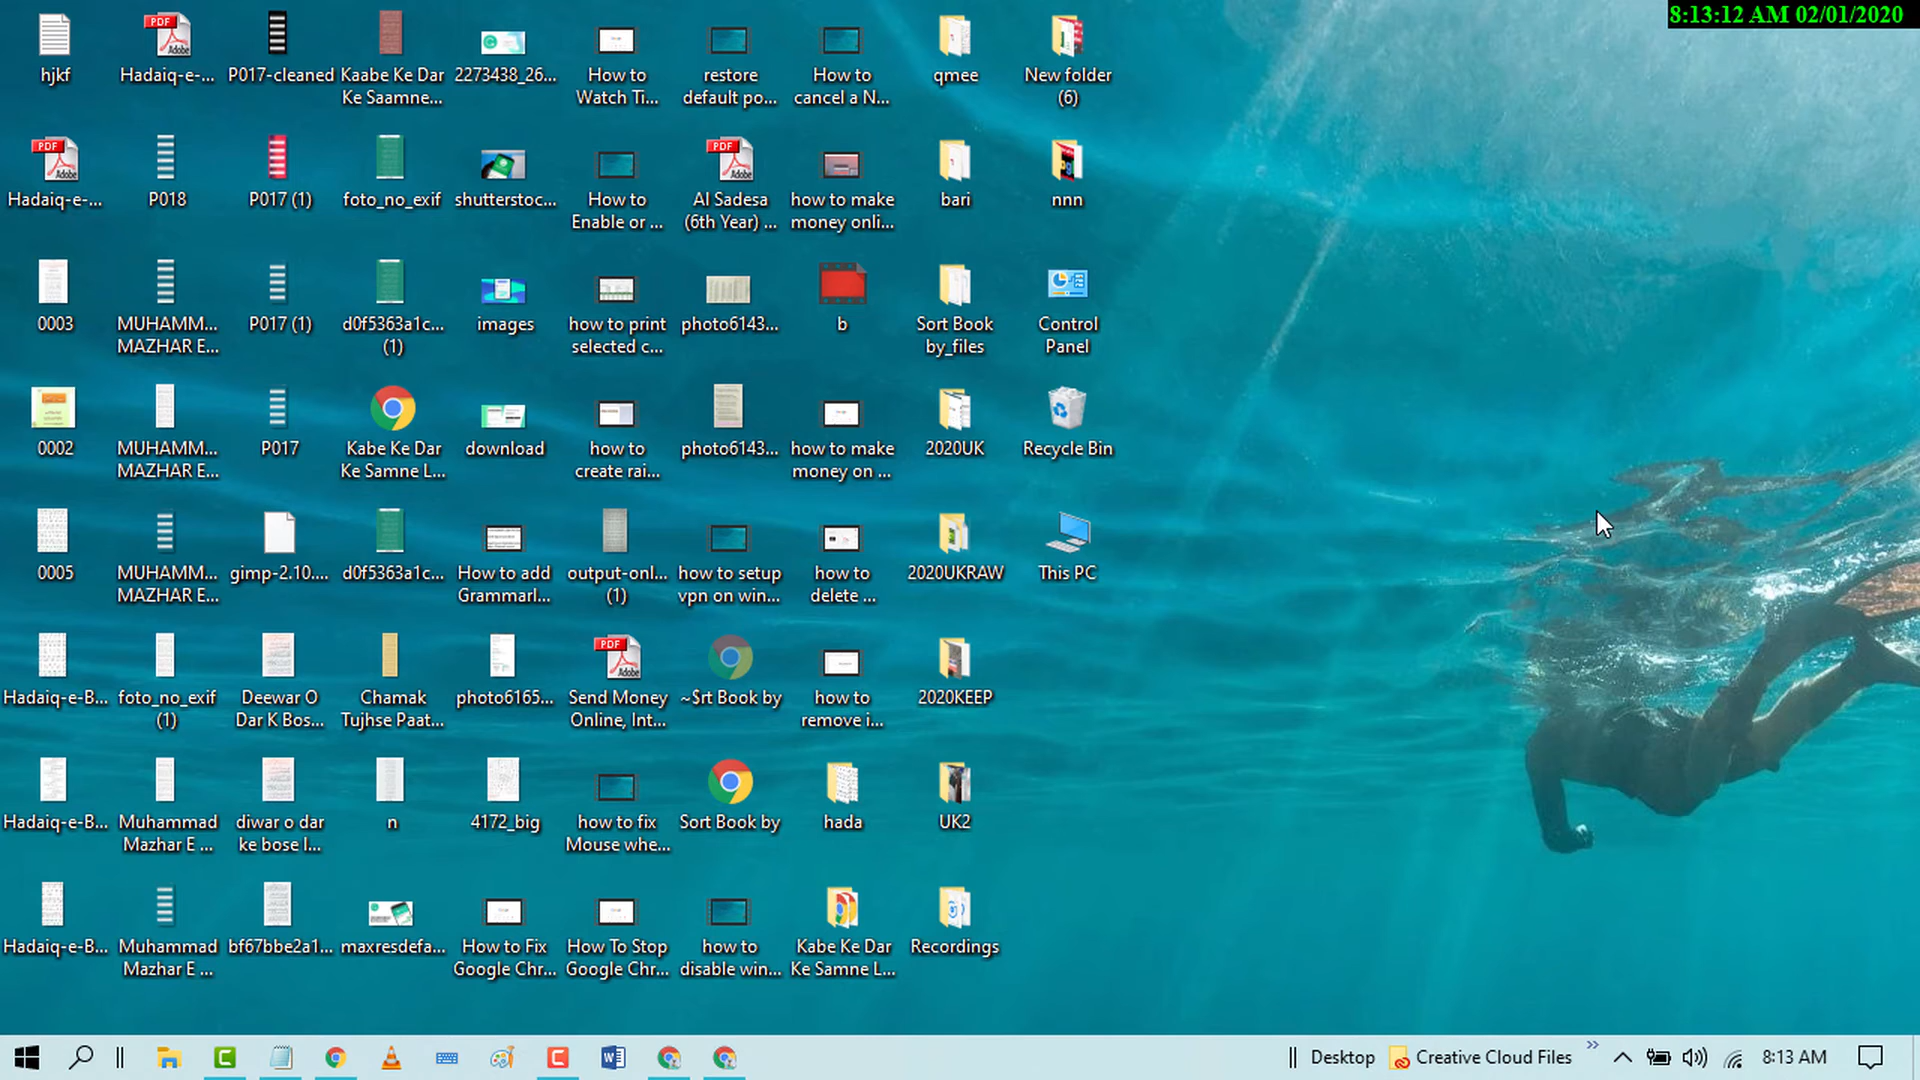 8:13:12 AM 02/01/2020
hjkf
Hadaiq-e-...
P017-cleaned
Kaabe Ke Dar
Ke Saamne...
2273438_26...
How to
Watch Ti...
restore
default po...
How to
cancel a N...
qmee
New folder
(6)
Hadaiq-e-...
P018
P017 (1)
foto_no_exif
shutterstoc...
How to
Enable or ...
Al Sadesa
(6th Year) ...
how to make
money onli...
bari
nnn
0003
MUHAMM...
MAZHAR E...
P017 (1)
d0f5363a1c...
(1)
images
how to print
selected c...
photo6143...
b
Sort Book
by_files
Control
Panel
0002
MUHAMM...
MAZHAR E...
P017
Kabe Ke Dar
Ke Samne L...
download
how to
create rai...
photo6143...
how to make
money on ...
2020UK
Recycle Bin
0005
MUHAMM...
MAZHAR E...
gimp-2.10....
d0f5363a1c...
How to add
Grammarl...
output-onl...
(1)
how to setup
vpn on win...
how to
delete ...
2020UKRAW
This PC
Hadaiq-e-B...
foto_no_exif
(1)
Deewar O
Dar K Bos...
Chamak
Tujhse Paat...
photo6165...
Send Money
Online, Int...
~$rt Book by
how to
remove i...
2020KEEP
Hadaiq-e-B...
Muhammad
Mazhar E ...
diwar o dar
ke bose l...
n
4172_big
how to fix
Mouse whe...
Sort Book by
hada
UK2
Hadaiq-e-B...
Muhammad
Mazhar E ...
bf67bbe2a1...
maxresdefa...
How to Fix
Google Chr...
How To Stop
Google Chr...
how to
disable win...
Kabe Ke Dar
Ke Samne L...
Recordings
Desktop
Creative Cloud Files
8:13 AM